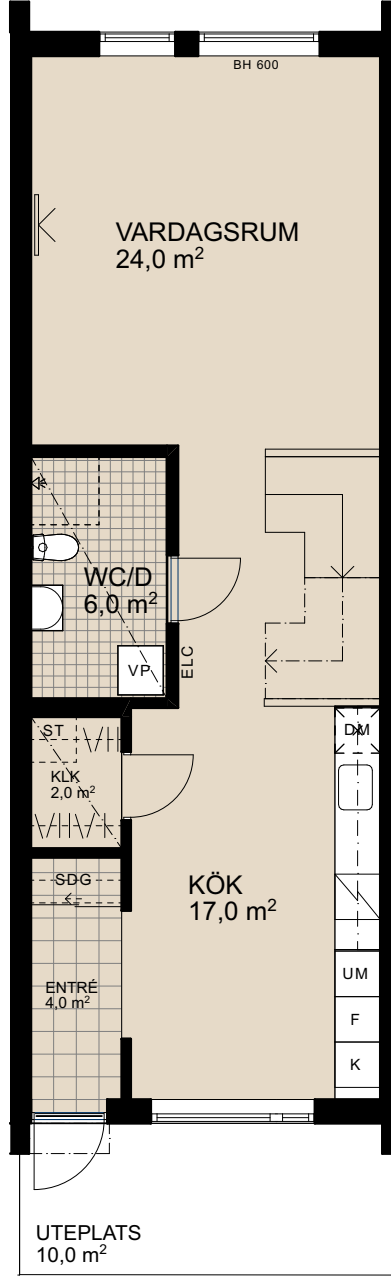 BH 600
VARDAGSRUM
24,0 m²
WC/D
6,0 m²
VP
ELC
ST
KLK
2,0 m²
DM
SDG
KÖK
17,0 m²
UM
ENTRÉ
4,0 m²
F
K
UTEPLATS
10,0 m²